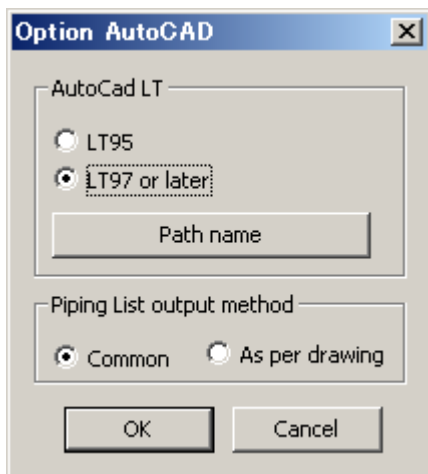 Option AutoCAD
AutoCad LT
LT95
LT97 or later
Path name
Piping List output method
Common As per drawing
OK Cancel